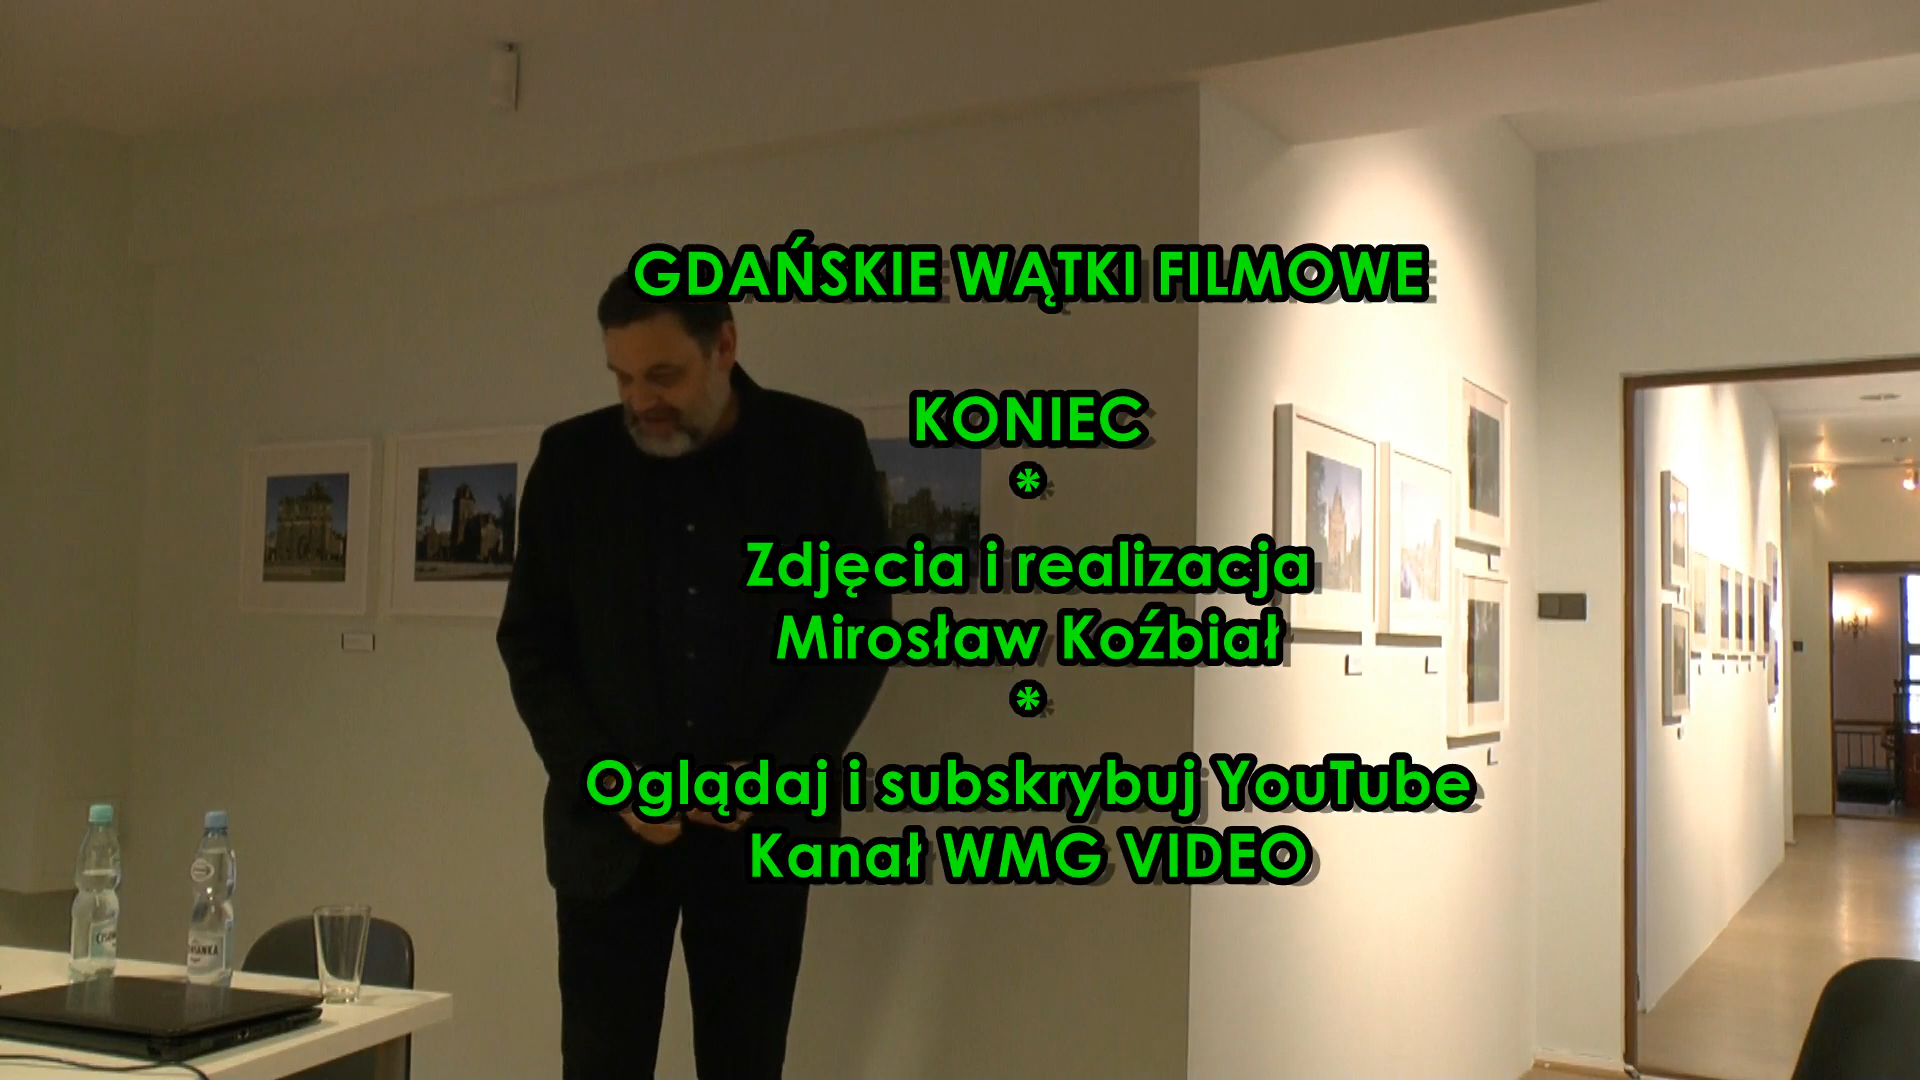 GDAŃSKIE WĄTKI FILMOWE
KONIEC
*
Zdjęcia i realizacja
Mirosław Koźbiał
*
Oglądaj i subskrybuj YouTube
Kanał WMG VIDEO